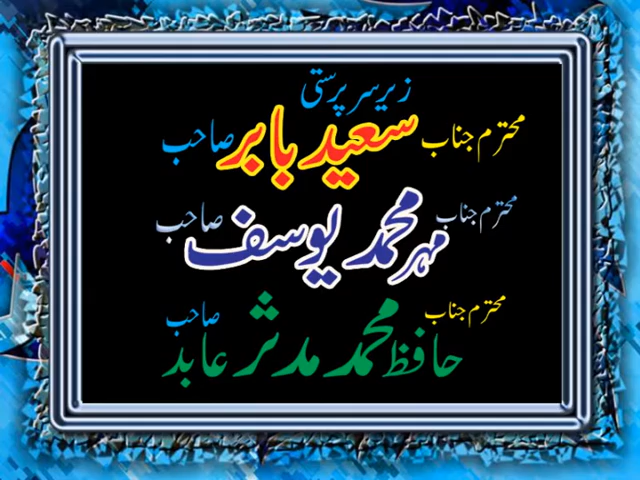 زیر سرپرستی
محترم جناب سعید بابر صاحب
محترم جناب مہر محمد یوسف صاحب
محترم جناب صاحب
حافظ محمد مدثر عابد